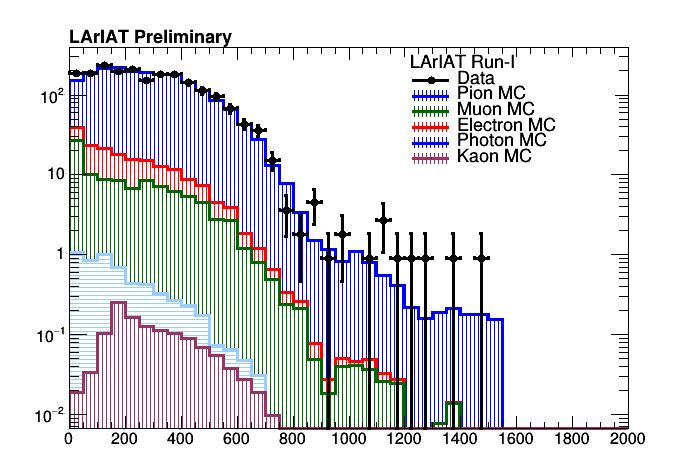 LArIAT Preliminary
LArIAT Run-I
Data
Pion MC
Muon MC
Electron MC
Photon MC
Kaon MC
10²
10
1
10⁻¹
10⁻²
0 200 400 600 800 1000 1200 1400 1600 1800 2000